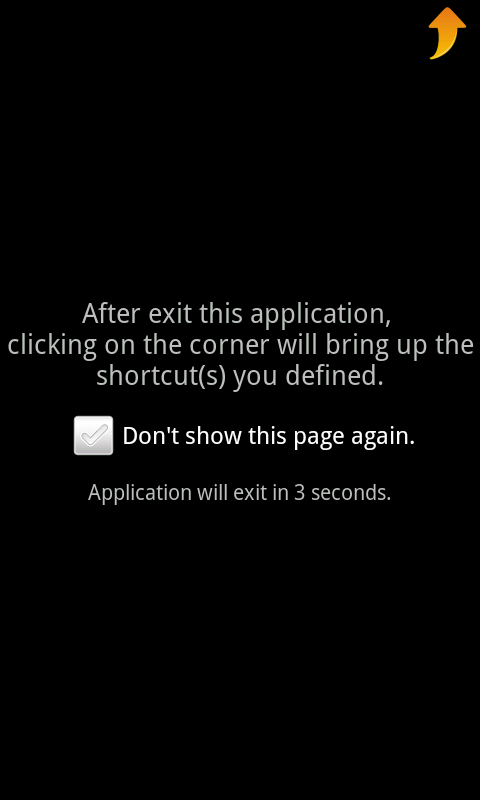 After exit this application,
clicking on the corner will bring up the
shortcut(s) you defined.
Don't show this page again.
Application will exit in 3 seconds.